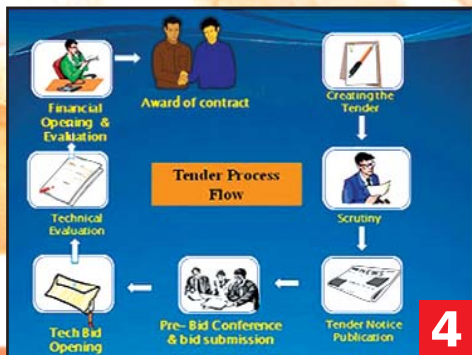 Financial
Opening &
Evaluation
Award of contract
Creating the
Tender
Technical
Evaluation
Tender Process
Flow
Scrutiny
NEWS
Tech Bid
Opening
Pre- Bid Conference
& bid submission
Tender Notice
Publication
4